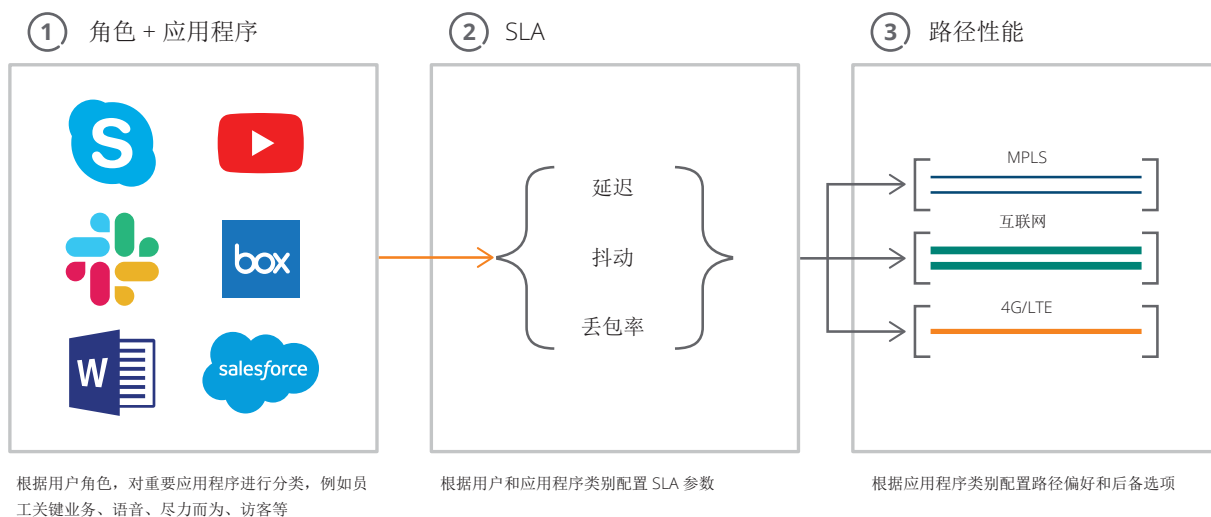 1 角色 + 应用程序
2 SLA
3 路径性能
S
box
W
salesforce
延迟
抖动
丢包率
MPLS
互联网
4G/LTE
根据用户角色，对重要应用程序进行分类，例如员
工关键业务、语音、尽力而为、访客等
根据用户和应用程序类别配置 SLA 参数
根据应用程序类别配置路径偏好和后备选项